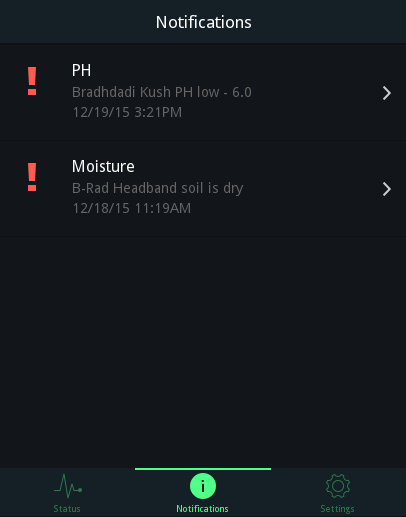 Notifications
PH
Bradhdadi Kush PH low - 6.0
12/19/15 3:21PM
Moisture
B-Rad Headband soil is dry
12/18/15 11:19AM
Status
Notifications
Settings